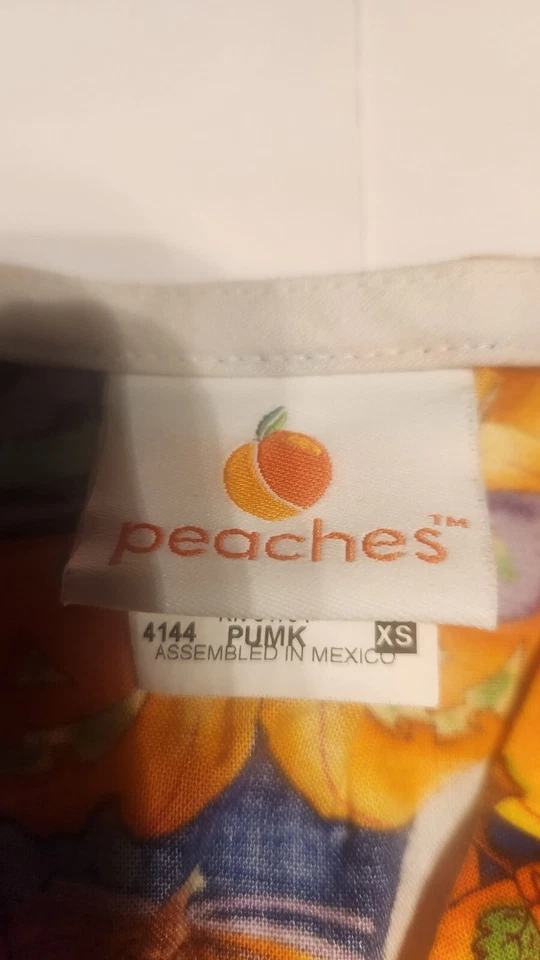 peaches™
4144 PUMK XS
ASSEMBLED IN MEXICO